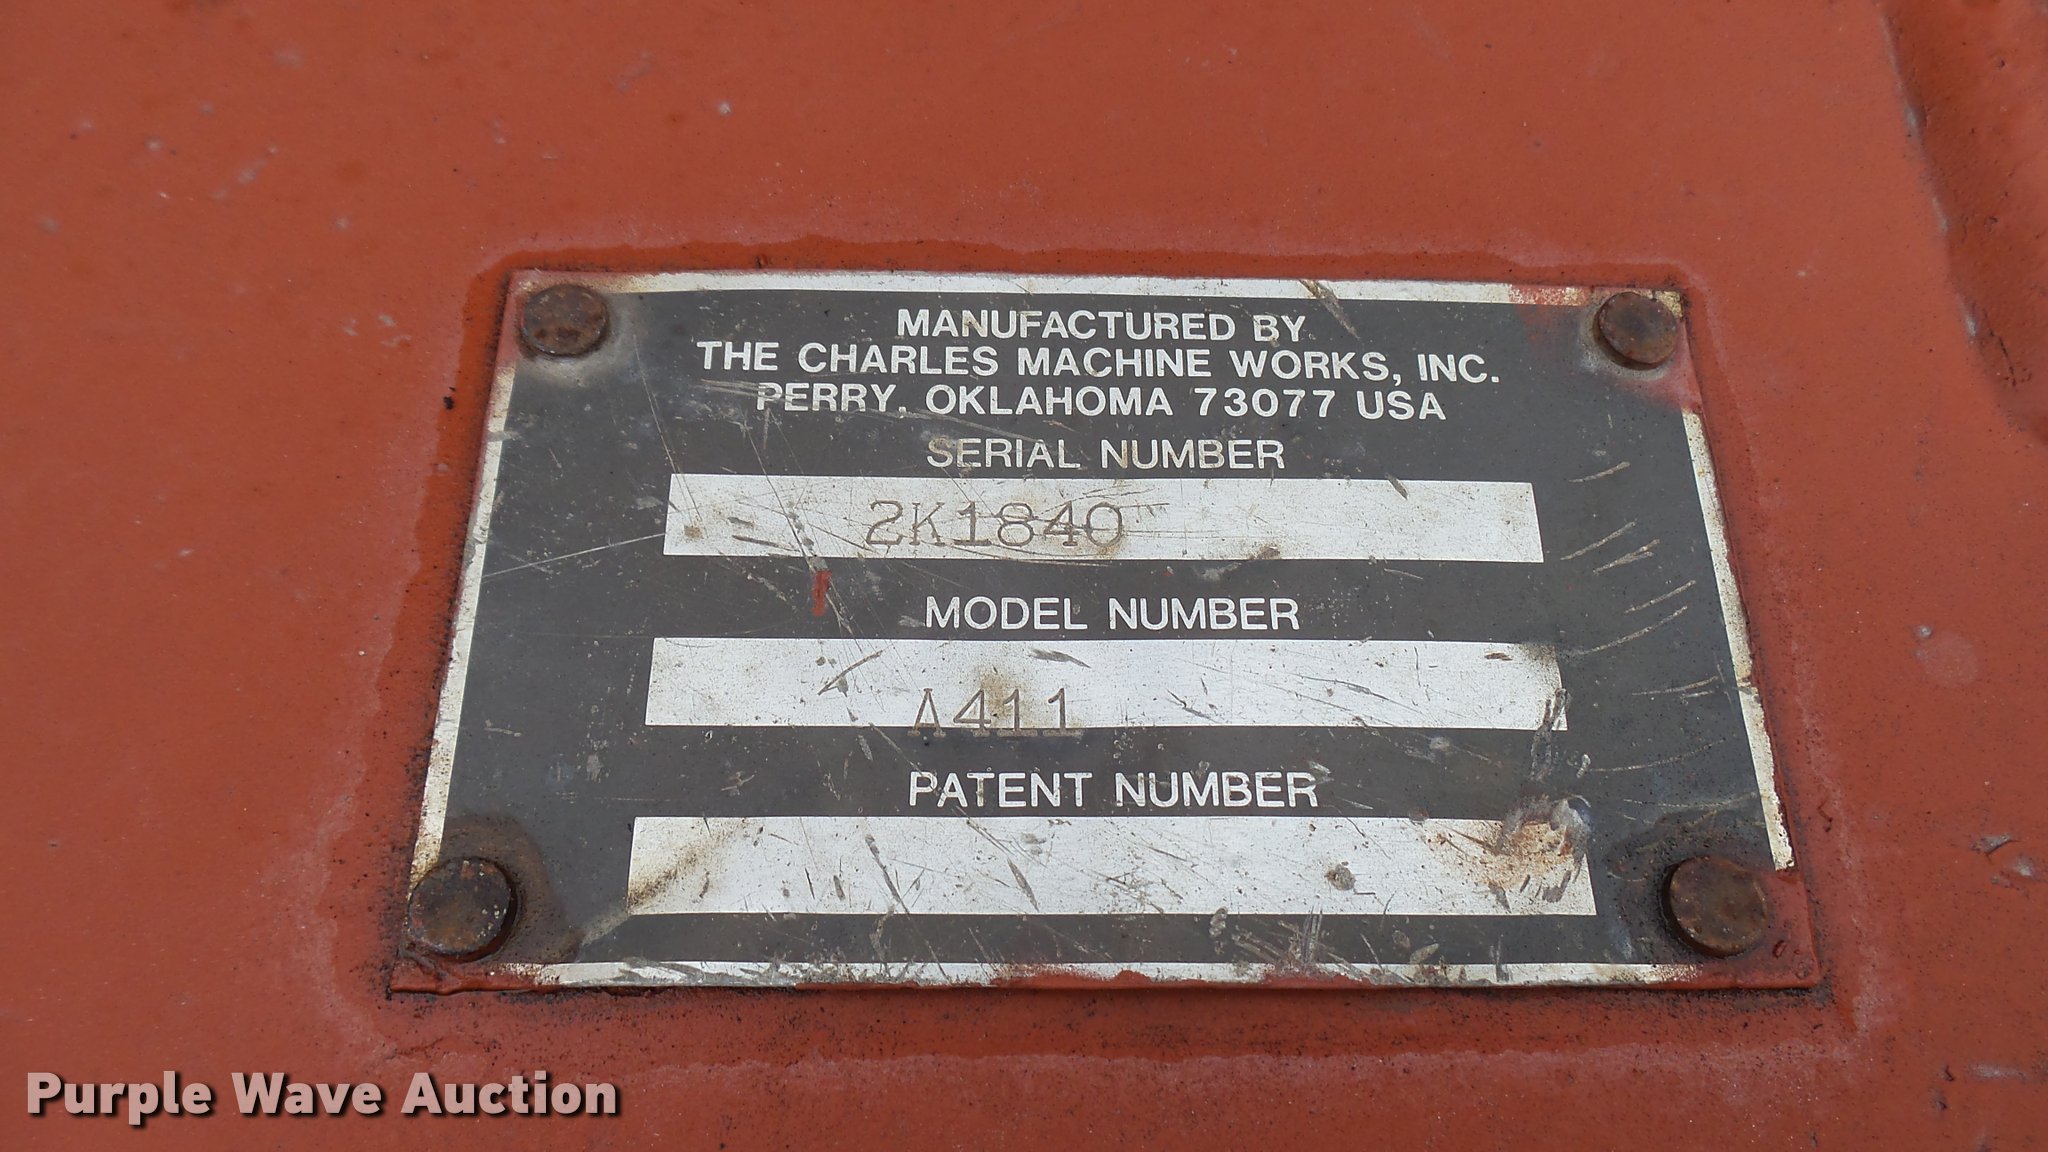 MANUFACTURED BY
THE CHARLES MACHINE WORKS, INC.
PERRY, OKLAHOMA 73077 USA
SERIAL NUMBER
2K1840
MODEL NUMBER
A411
PATENT NUMBER
Purple Wave Auction